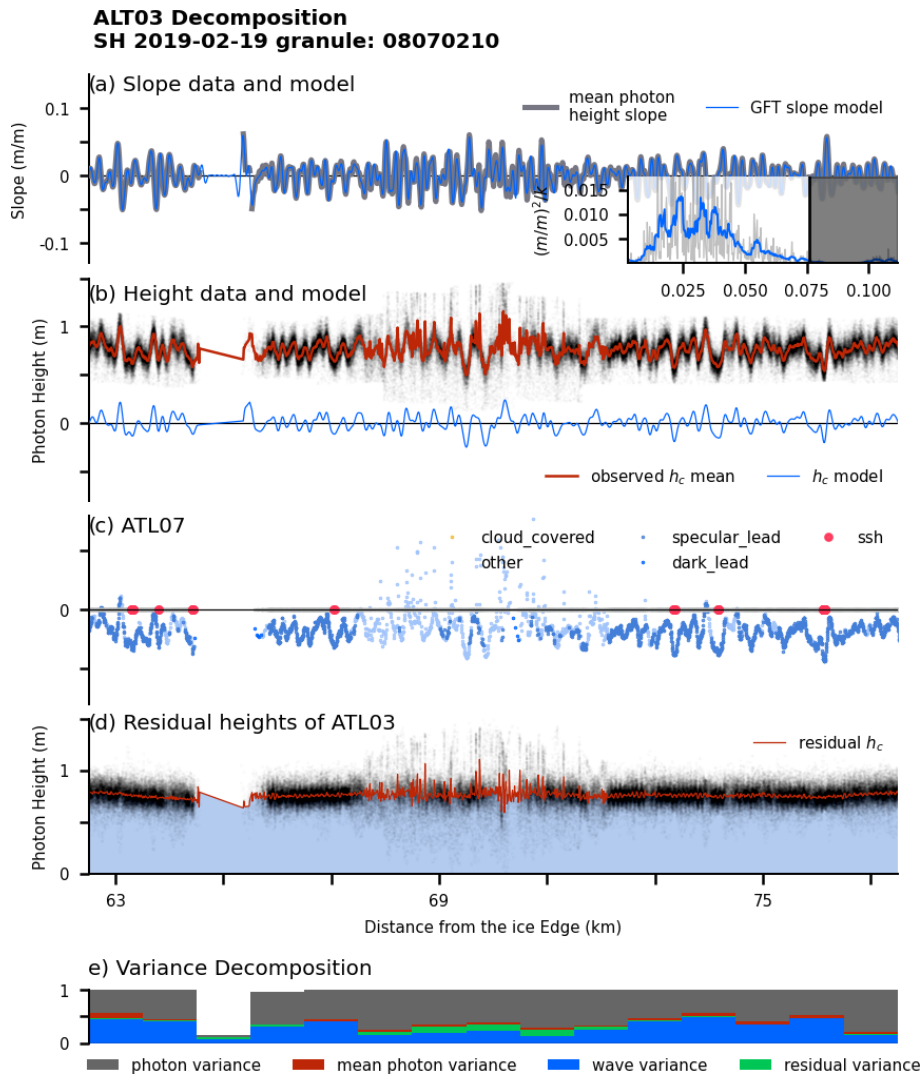 ALT03 Decomposition
SH 2019-02-19 granule: 08070210
(a) Slope data and model
mean photon
height slope
GFT slope model
Slope (m/m)
0.1
0
-0.1
(m/m)²/k
0.015
0.010
0.005
0.025
0.050
0.075
0.100
(b) Height data and model
Photon Height (m)
1
0
observed h_c mean
h_c model
(c) ATL07
cloud_covered
other
specular_lead
dark_lead
ssh
0
(d) Residual heights of ATL03
residual h_c
Photon Height (m)
1
0
63
69
75
Distance from the ice Edge (km)
e) Variance Decomposition
1
0
photon variance
mean photon variance
wave variance
residual variance